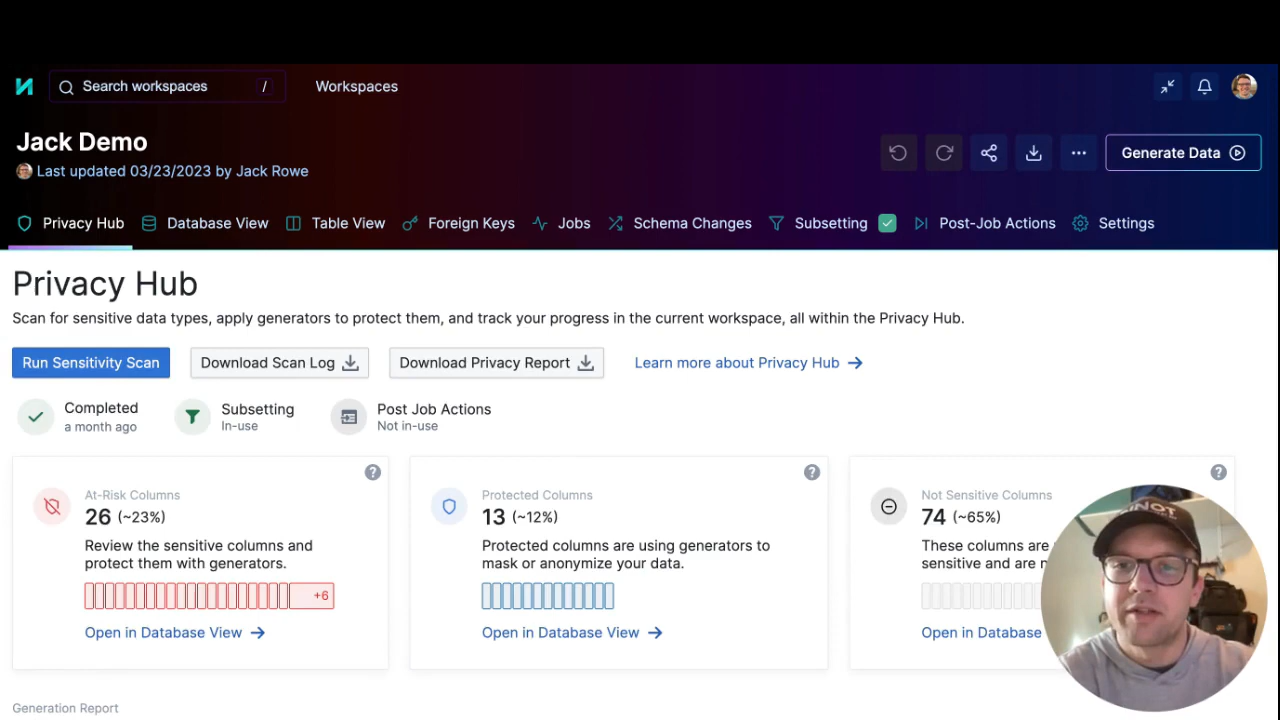 Search workspaces /
Workspaces
Jack Demo
Last updated 03/23/2023 by Jack Rowe
Generate Data
Privacy Hub
Database View
Table View
Foreign Keys
Jobs
Schema Changes
Subsetting
Post-Job Actions
Settings
Privacy Hub
Scan for sensitive data types, apply generators to protect them, and track your progress in the current workspace, all within the Privacy Hub.
Run Sensitivity Scan
Download Scan Log
Download Privacy Report
Learn more about Privacy Hub
Completed
a month ago
Subsetting
In-use
Post Job Actions
Not in-use
At-Risk Columns
26 (~23%)
Review the sensitive columns and
protect them with generators.
+6
Open in Database View
Protected Columns
13 (~12%)
Protected columns are using generators to
mask or anonymize your data.
Open in Database View
Not Sensitive Columns
74 (~65%)
These columns are
sensitive and are
Open in Database
Generation Report